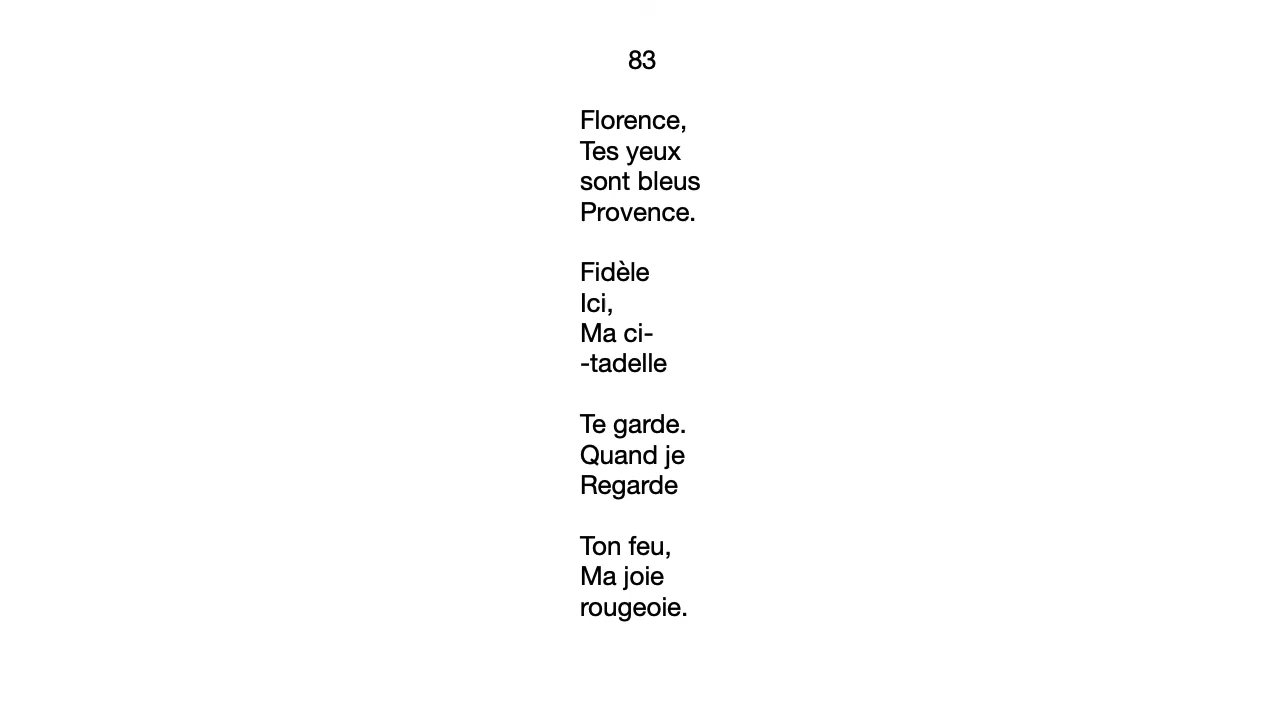 83
Florence,
Tes yeux
sont bleus
Provence.
Fidèle
Ici,
Ma ci-
-tadelle
Te garde.
Quand je
Regarde
Ton feu,
Ma joie
rougeoie.